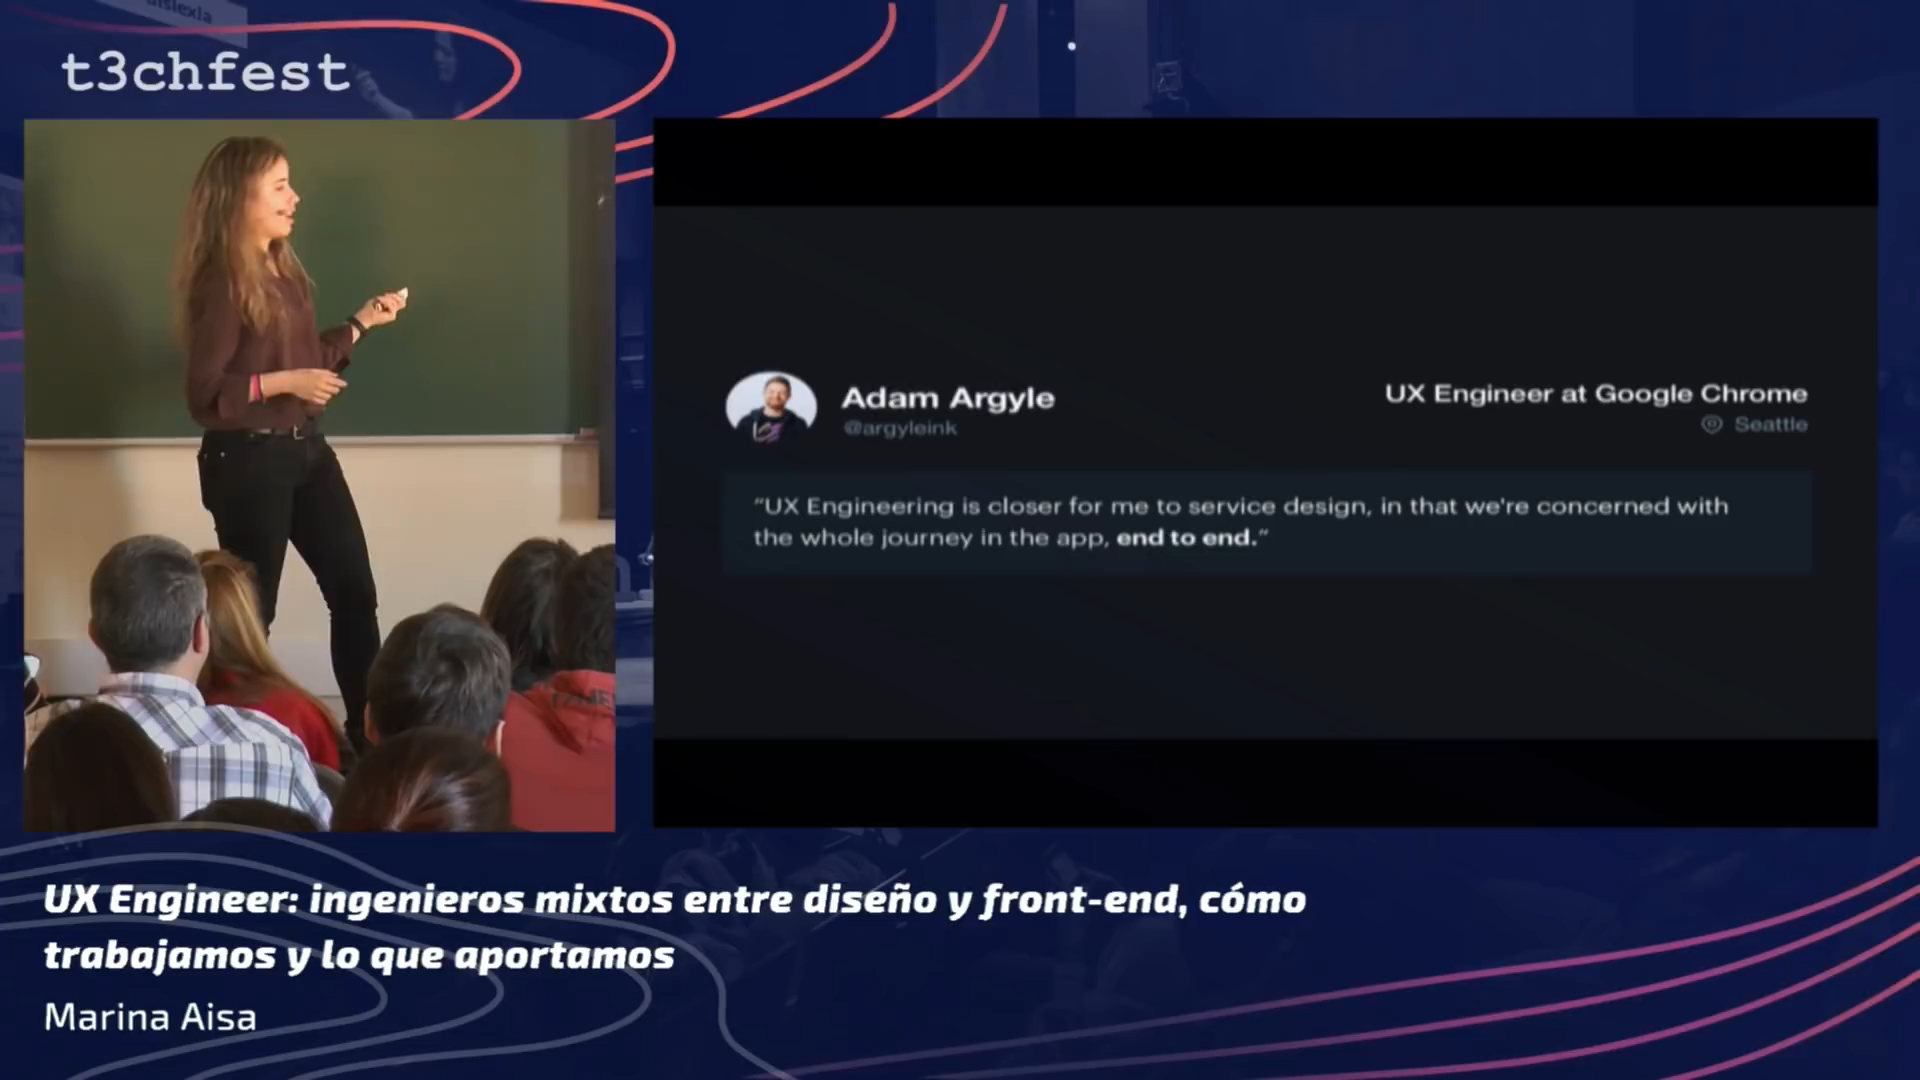 t3chfest
Adam Argyle
@argyleink
UX Engineer at Google Chrome
Seattle
“UX Engineering is closer for me to service design, in that we're concerned with
the whole journey in the app, end to end.”
UX Engineer: ingenieros mixtos entre diseño y front-end, cómo
trabajamos y lo que aportamos
Marina Aisa